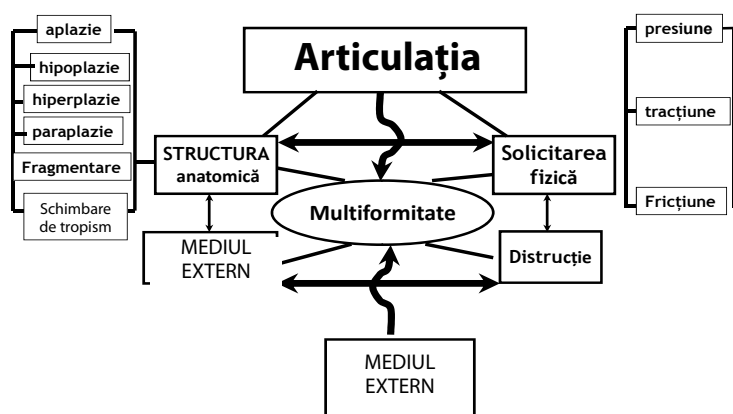 Articulația
aplazie
hipoplazie
hiperplazie
paraplazie
Fragmentare
Schimbare
de tropism
STRUCTURA
anatomică
Solicitarea
fizică
presiune
tracțiune
Fricțiune
Multiformitate
MEDIUL
EXTERN
Distrucție
MEDIUL
EXTERN